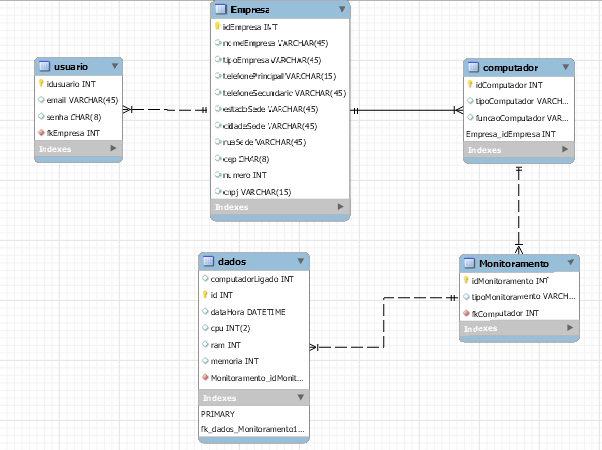 Empresa
idEmpresa INT
nomeEmpresa VARCHAR(45)
tipoEmpresa VARCHAR(45)
telefonePrincipal VARCHAR(15)
telefoneSecundario VARCHAR(45)
estadoSede VARCHAR(45)
cidadeSede VARCHAR(45)
ruaSede VARCHAR(45)
cep CHAR(8)
numero INT
cnpj VARCHAR(15)
Indexes
usuario
idusuario INT
email VARCHAR(45)
senha CHAR(8)
fkEmpresa INT
Indexes
computador
idComputador INT
tipoComputador VARCH...
funcaoComputador VAR...
Empresa_idEmpresa INT
Indexes
dados
computadorLigado INT
id INT
dataHora DATETIME
cpu INT(2)
ram INT
memoria INT
Monitoramento_idMonit...
Indexes
PRIMARY
fk_dados_Monitoramento1...
Monitoramento
idMonitoramento INT
tipoMonitoramento VARCH...
fkComputador INT
Indexes